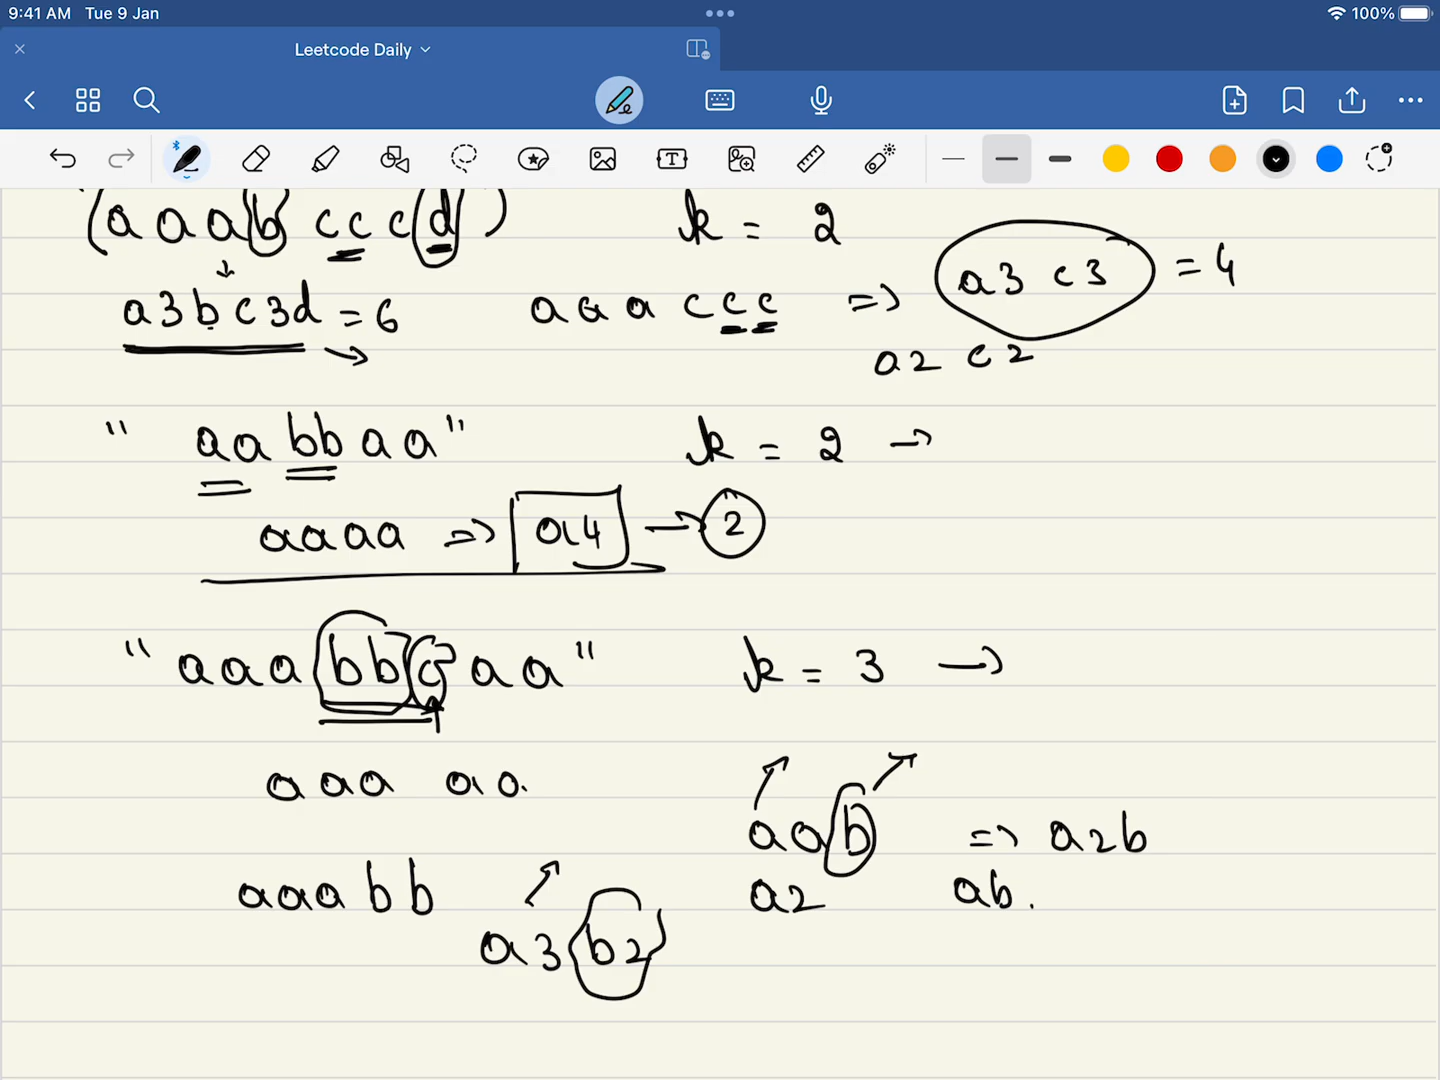 9:41 AM Tue 9 Jan
100%
Leetcode Daily
"(aaabcccd") k = 2
a3bc3d = 6 aaaccc => a3c3 = 4
a2c2
"aabbaa" k = 2 →
aaaa => a4 → 2
"aaabbcaa" k = 3 →
aaa aa
aab => a2b
aaabb a2 ab.
a3b2